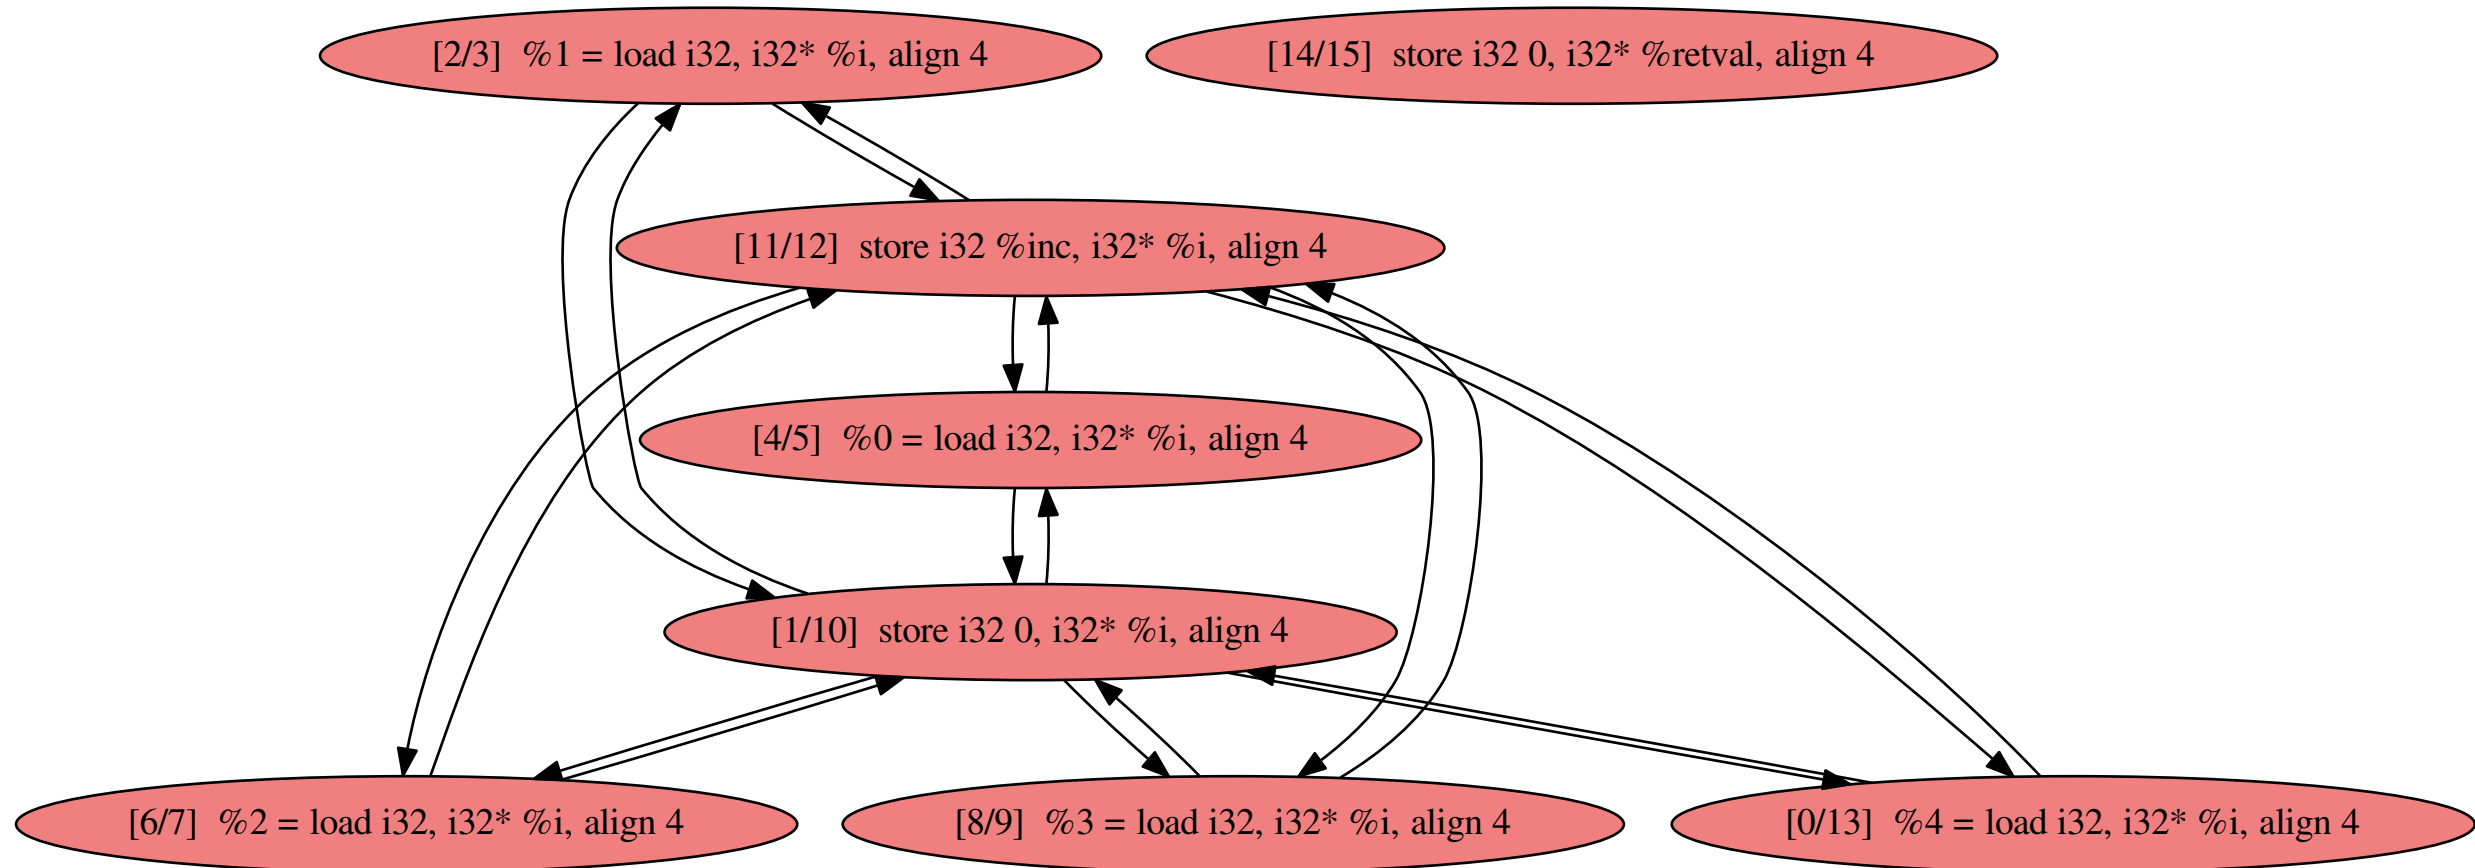 [2/3]  %1 = load i32, i32* %i, align 4
[14/15]  store i32 0, i32* %retval, align 4
[11/12]  store i32 %inc, i32* %i, align 4
[4/5]  %0 = load i32, i32* %i, align 4
[1/10]  store i32 0, i32* %i, align 4
[6/7]  %2 = load i32, i32* %i, align 4
[8/9]  %3 = load i32, i32* %i, align 4
[0/13]  %4 = load i32, i32* %i, align 4